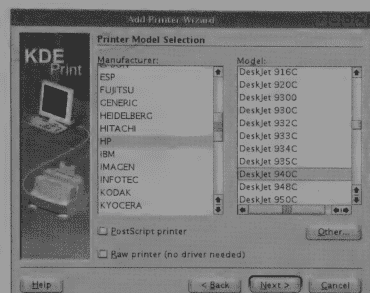 Add Printer Wizard
KDE
Print
Printer Model Selection
Manufacturer:
ESP
FUJITSU
GENERIC
HEIDELBERG
HITACHI
HP
IBM
IMAGEN
INFOTEC
KODAK
KYOCERA
Model:
DeskJet 916C
DeskJet 920C
DeskJet 9300
DeskJet 930C
DeskJet 932C
DeskJet 933C
DeskJet 934C
DeskJet 935C
DeskJet 940C
DeskJet 948C
DeskJet 950C
PostScript printer
Other...
Raw printer (no driver needed)
Help
< Back
Next >
Cancel